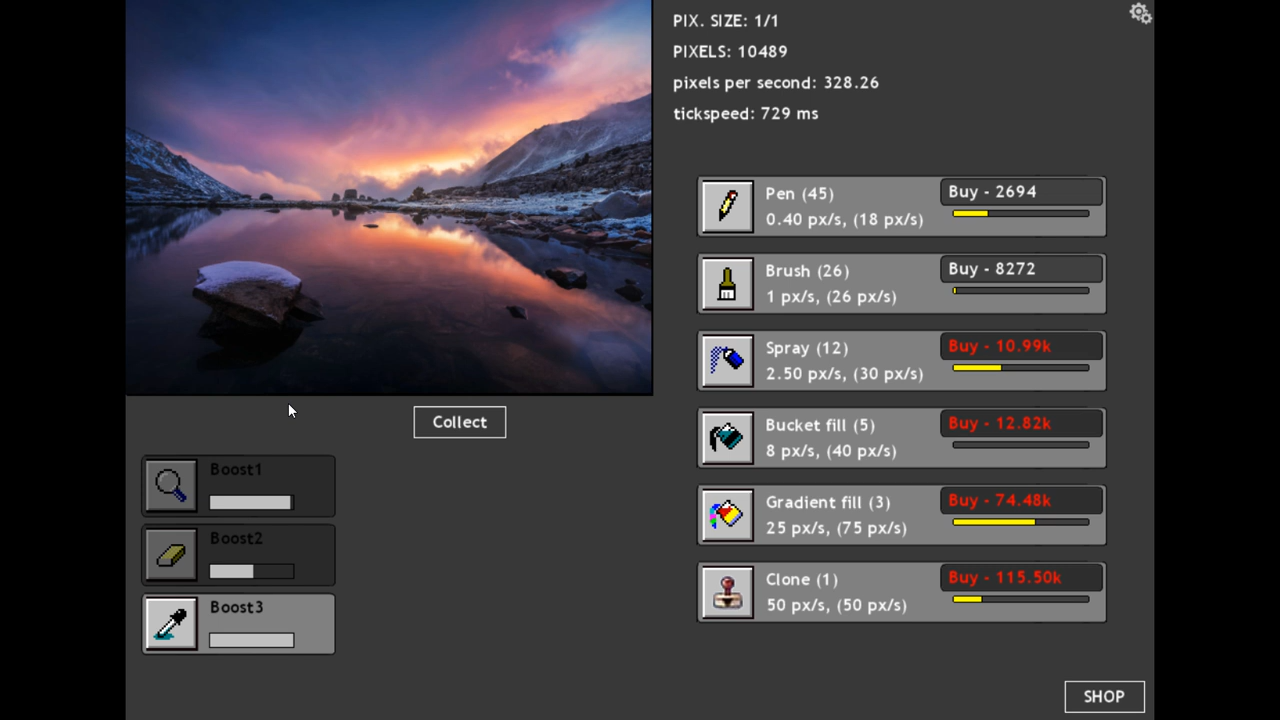 PIX. SIZE: 1/1
PIXELS: 10489
pixels per second: 328.26
tickspeed: 729 ms
Pen (45)
0.40 px/s, (18 px/s)
Buy - 2694
Brush (26)
1 px/s, (26 px/s)
Buy - 8272
Spray (12)
2.50 px/s, (30 px/s)
Buy - 10.99k
Bucket fill (5)
8 px/s, (40 px/s)
Buy - 12.82k
Gradient fill (3)
25 px/s, (75 px/s)
Buy - 74.48k
Clone (1)
50 px/s, (50 px/s)
Buy - 115.50k
Collect
Boost1
Boost2
Boost3
SHOP